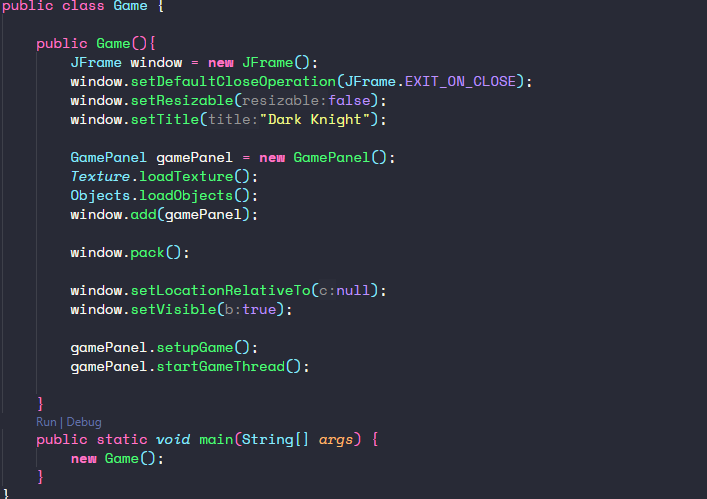 public class Game {
public Game(){
JFrame window = new JFrame();
window.setDefaultCloseOperation(JFrame.EXIT_ON_CLOSE);
window.setResizable(resizable:false);
window.setTitle(title:"Dark Knight");
GamePanel gamePanel = new GamePanel();
Texture.loadTexture();
Objects.loadObjects();
window.add(gamePanel);
window.pack();
window.setLocationRelativeTo(c:null);
window.setVisible(b:true);
gamePanel.setupGame();
gamePanel.startGameThread();
}
Run | Debug
public static void main(String[] args) {
new Game();
}
}